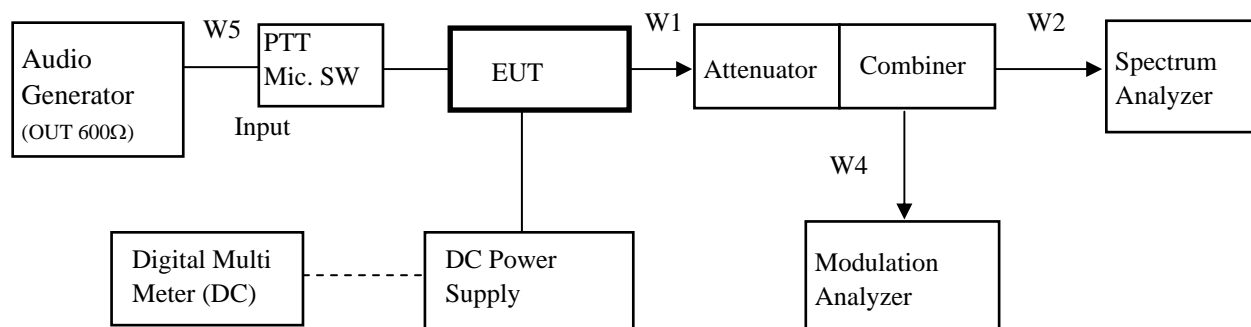 W5
W1
W2
Audio
Generator
(OUT 600Ω)
PTT
Mic. SW
Input
EUT
Attenuator
Combiner
Spectrum
Analyzer
W4
Digital Multi
Meter (DC)
DC Power
Supply
Modulation
Analyzer